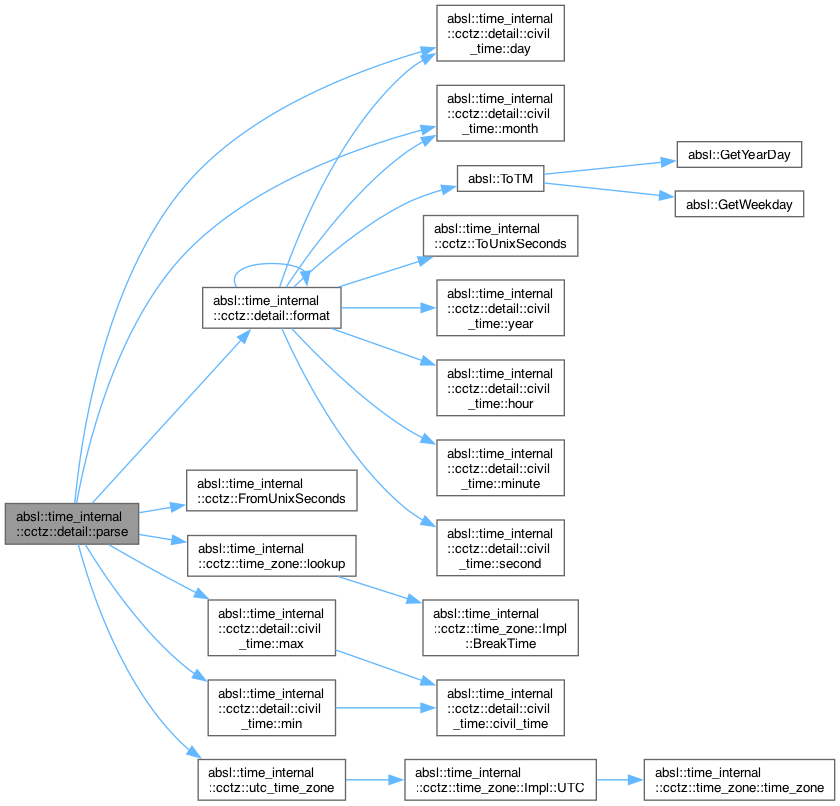 absl::time_internal
::cctz::detail::civil
_time::day
absl::time_internal
::cctz::detail::civil
_time::month
absl::ToTM
absl::GetYearDay
absl::GetWeekday
absl::time_internal
::cctz::ToUnixSeconds
absl::time_internal
::cctz::detail::format
absl::time_internal
::cctz::detail::civil
_time::year
absl::time_internal
::cctz::detail::civil
_time::hour
absl::time_internal
::cctz::detail::civil
_time::minute
absl::time_internal
::cctz::FromUnixSeconds
absl::time_internal
::cctz::detail::parse
absl::time_internal
::cctz::detail::civil
_time::second
absl::time_internal
::cctz::time_zone::lookup
absl::time_internal
::cctz::detail::civil
_time::max
absl::time_internal
::cctz::time_zone::Impl
::BreakTime
absl::time_internal
::cctz::detail::civil
_time::min
absl::time_internal
::cctz::detail::civil
_time::civil_time
absl::time_internal
::cctz::utc_time_zone
absl::time_internal
::cctz::time_zone::Impl::UTC
absl::time_internal
::cctz::time_zone::time_zone